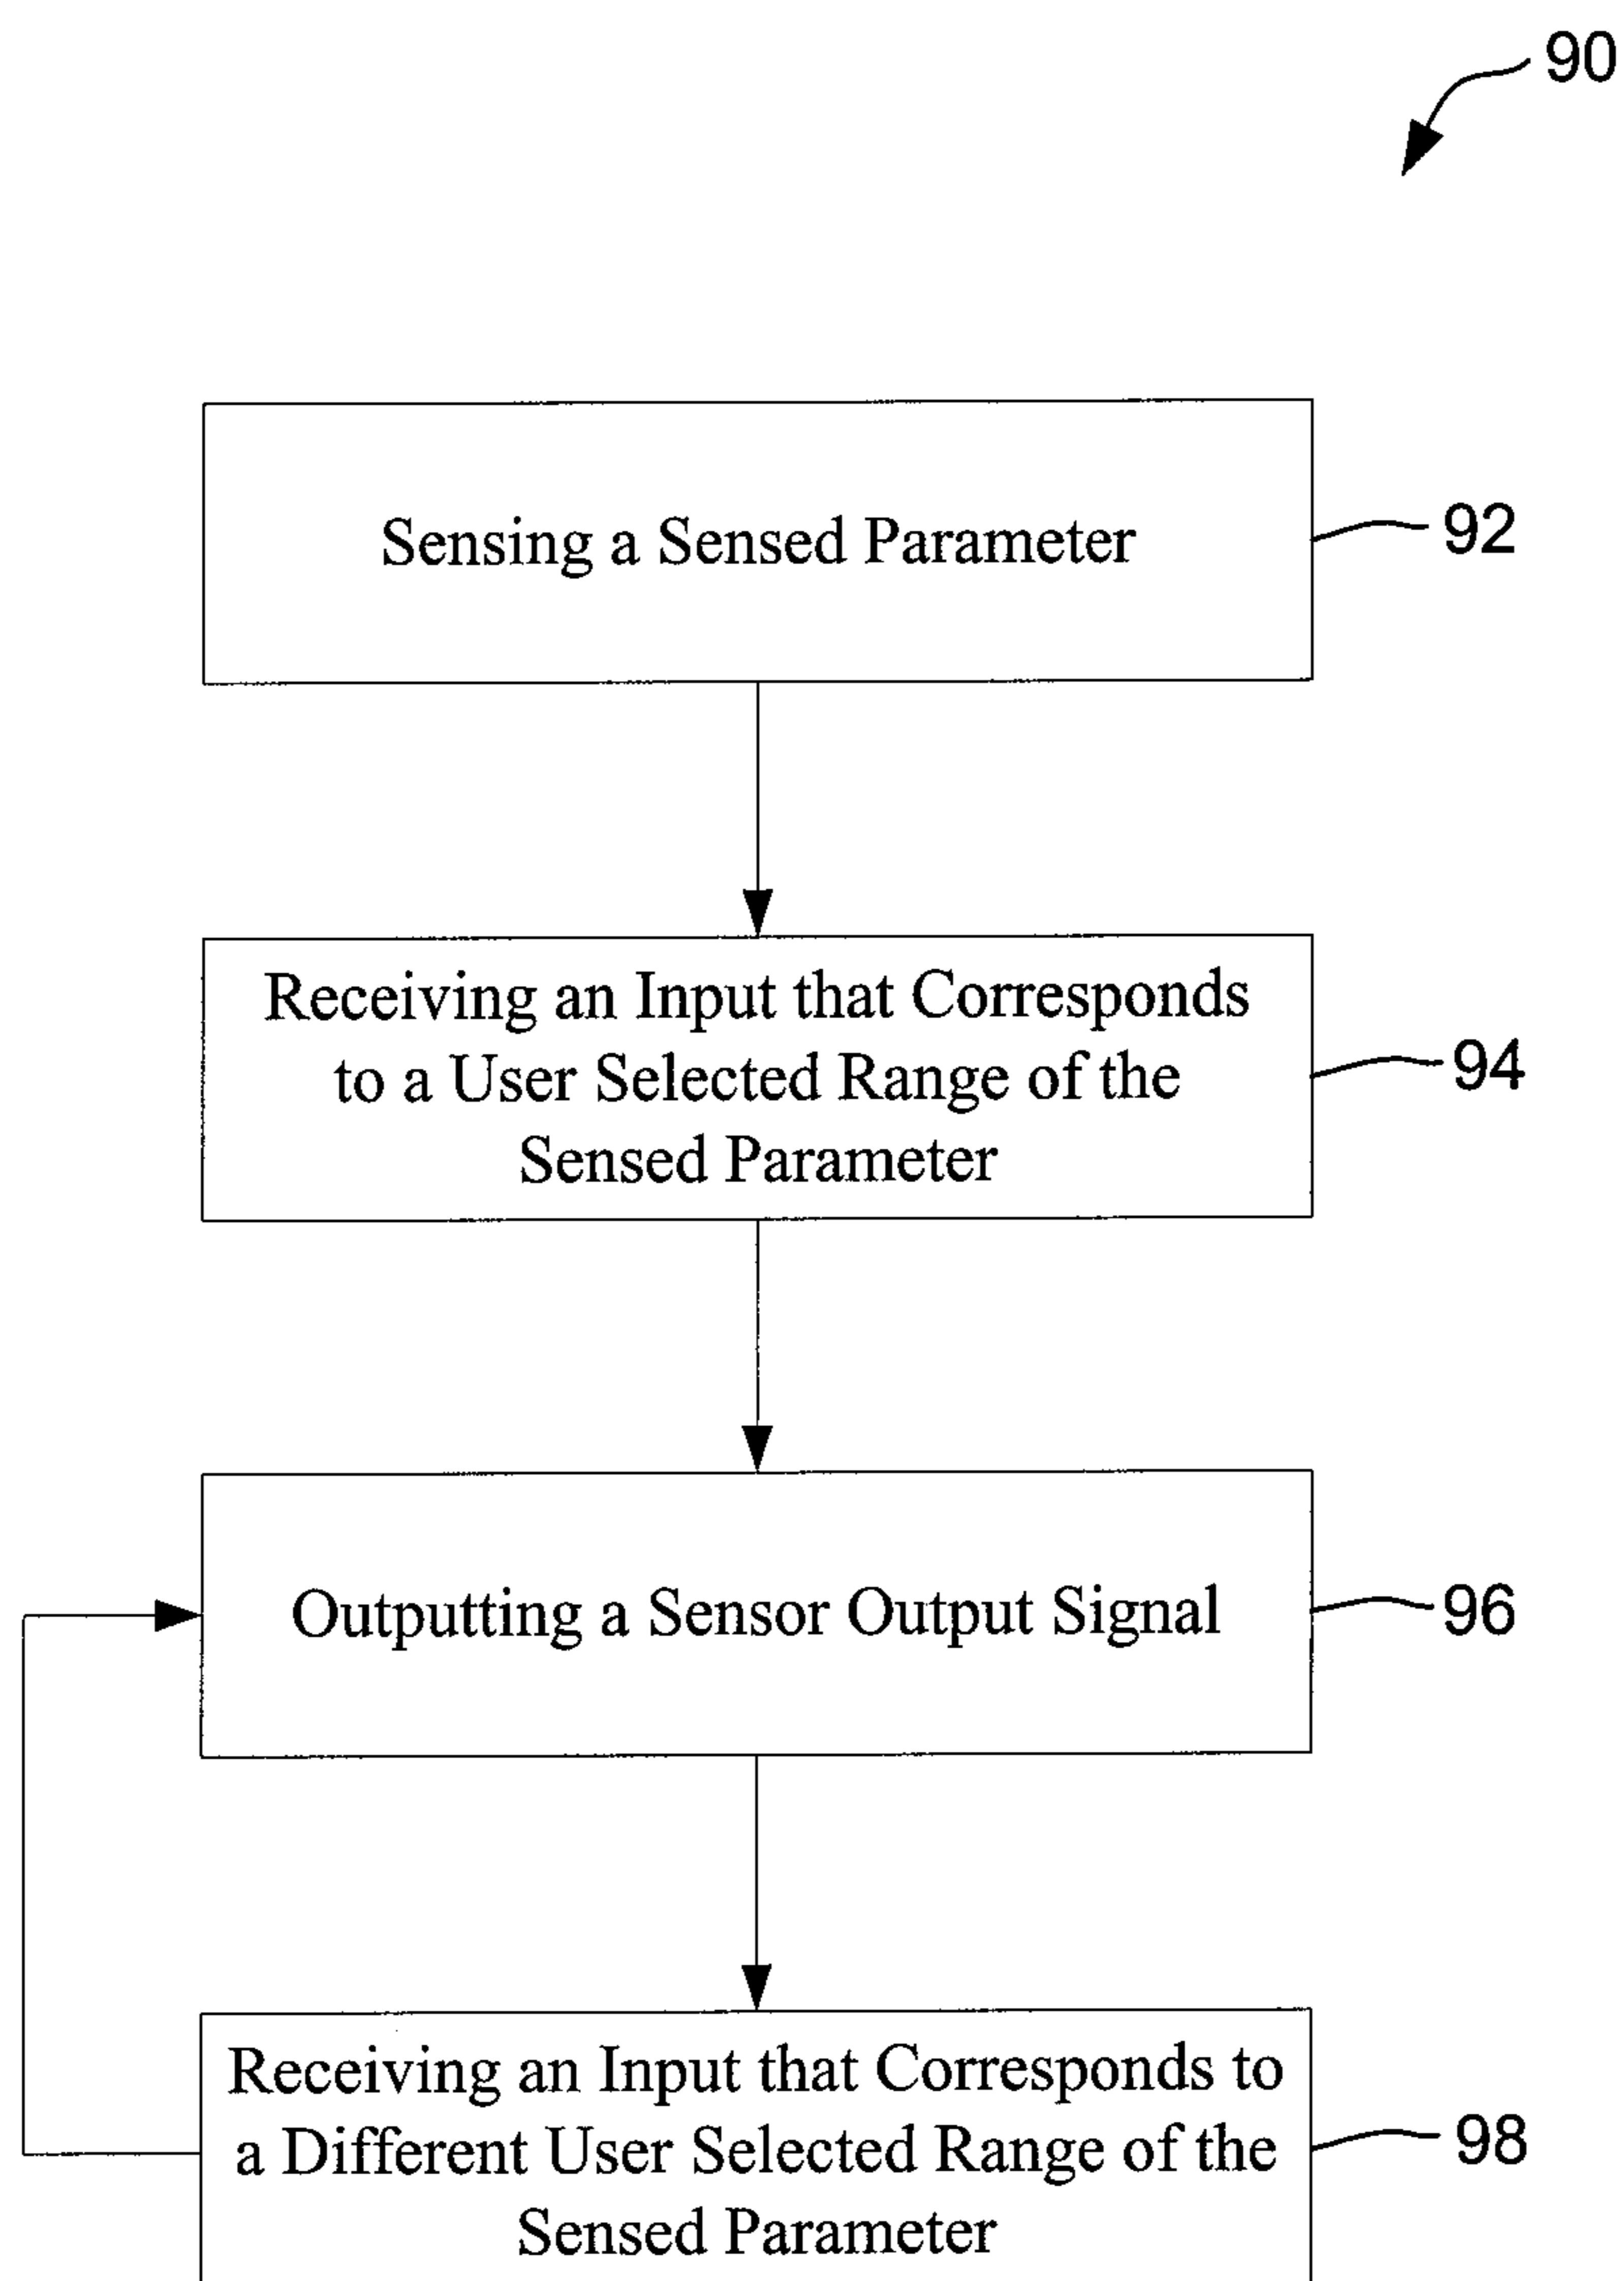 90
Sensing a Sensed Parameter
92
Receiving an Input that Corresponds
to a User Selected Range of the
Sensed Parameter
94
Outputting a Sensor Output Signal
96
Receiving an Input that Corresponds to
a Different User Selected Range of the
Sensed Parameter
98